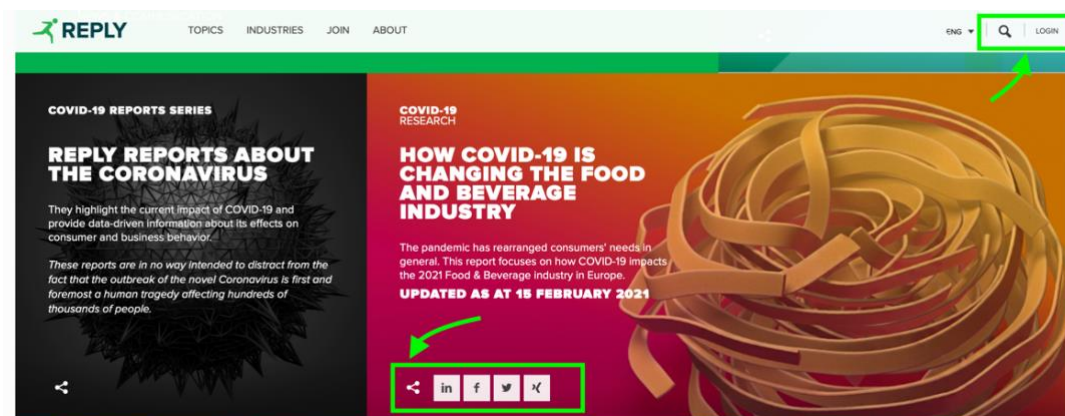 REPLY
TOPICS INDUSTRIES JOIN ABOUT
ENG LOGIN
COVID-19 REPORTS SERIES
REPLY REPORTS ABOUT
THE CORONAVIRUS
They highlight the current impact of COVID-19 and
provide data-driven information about its effects on
consumer and business behavior.
These reports are in no way intended to distract from the
fact that the outbreak of the novel Coronavirus is first and
foremost a human tragedy affecting hundreds of
thousands of people.
COVID-19
RESEARCH
HOW COVID-19 IS
CHANGING THE FOOD
AND BEVERAGE
INDUSTRY
The pandemic has rearranged consumers' needs in
general. This report focuses on how COVID-19 impacts
the 2021 Food & Beverage industry in Europe.
UPDATED AS AT 15 FEBRUARY 2021
in f